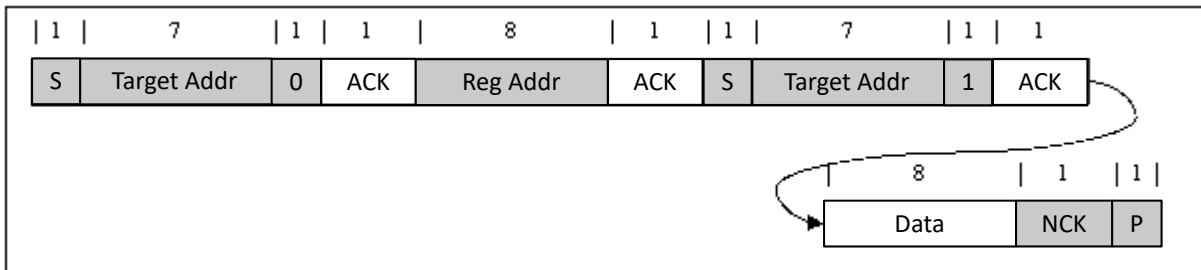 | 1 | 7 | 1 | 1 | 8 | 1 | 1 | 7 | 1 | 1
S Target Addr 0 ACK Reg Addr ACK S Target Addr 1 ACK
| 8 | 1 | 1 |
Data NCK P